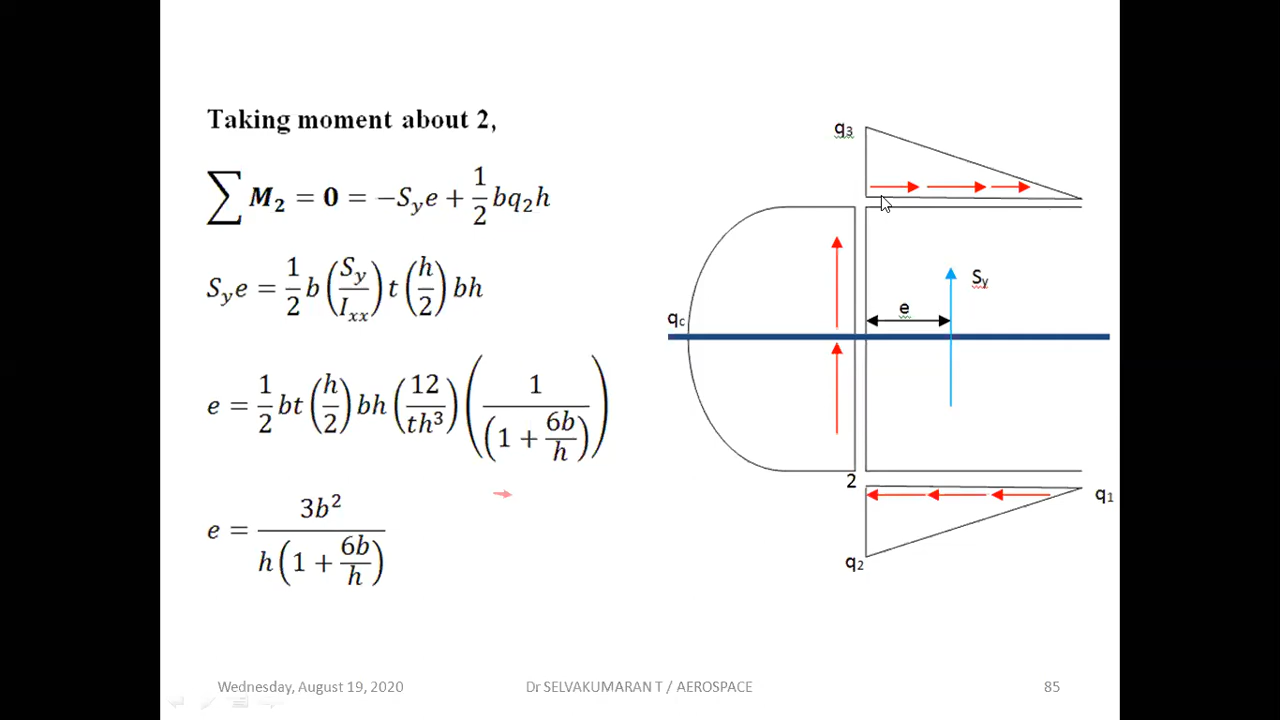 Taking moment about 2,
∑ M₂ = 0 = −S_y e + 1/2 bq₂h
S_y e = 1/2 b (S_y/I_xx) t (h/2) bh
e = 1/2 bt (h/2) bh (12/th³) (1/(1 + 6b/h))
e = 3b²/(h(1 + 6b/h))
q₃
S_y
e
q_c
2
q₁
q₂
Wednesday, August 19, 2020
Dr SELVAKUMARAN T / AEROSPACE
85